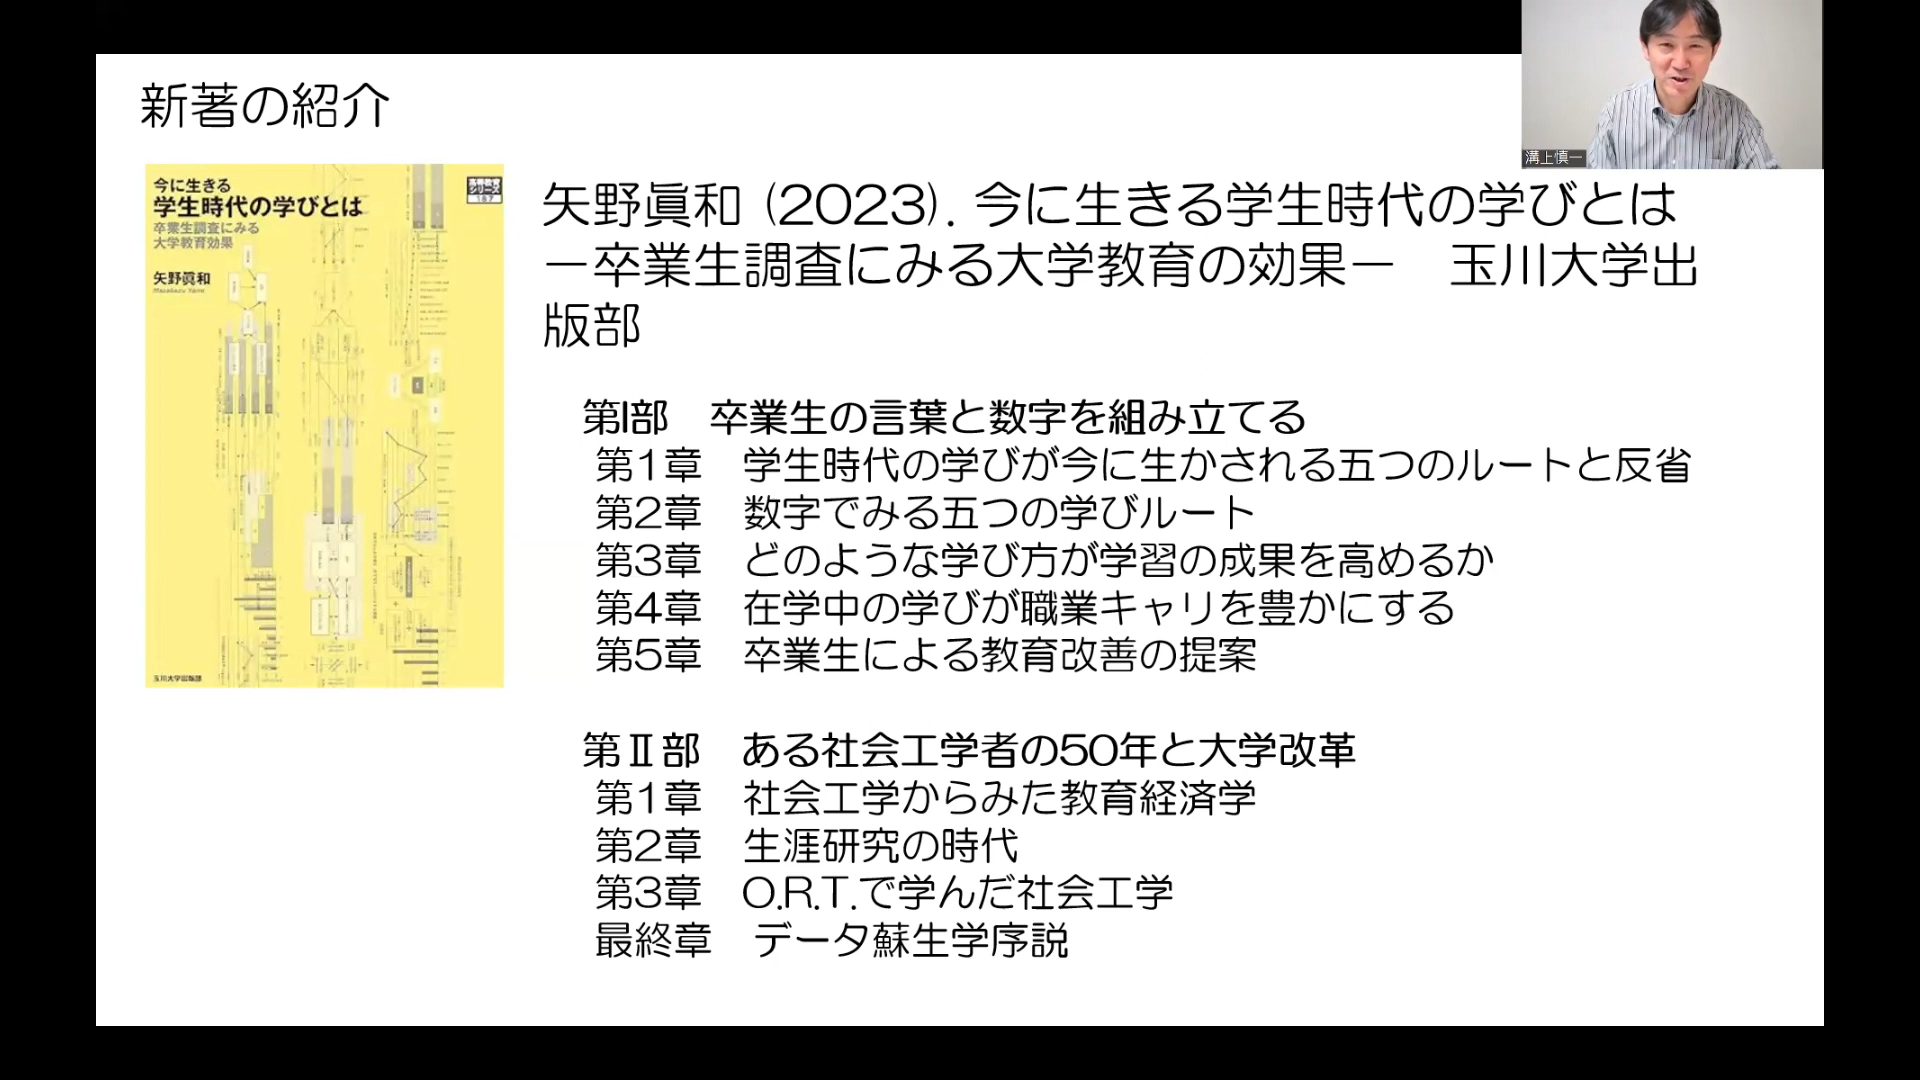 新著の紹介
溝上慎一
今に生きる
学生時代の学びとは
卒業生調査にみる
大学教育効果
矢野眞和
玉川大学出版部
矢野眞和 (2023). 今に生きる学生時代の学びとは
－卒業生調査にみる大学教育の効果－　玉川大学出
版部
第Ⅰ部　卒業生の言葉と数字を組み立てる
第1章　学生時代の学びが今に生かされる五つのルートと反省
第2章　数字でみる五つの学びルート
第3章　どのような学び方が学習の成果を高めるか
第4章　在学中の学びが職業キャリを豊かにする
第5章　卒業生による教育改善の提案
第Ⅱ部　ある社会工学者の50年と大学改革
第1章　社会工学からみた教育経済学
第2章　生涯研究の時代
第3章　O.R.T.で学んだ社会工学
最終章　データ蘇生学序説